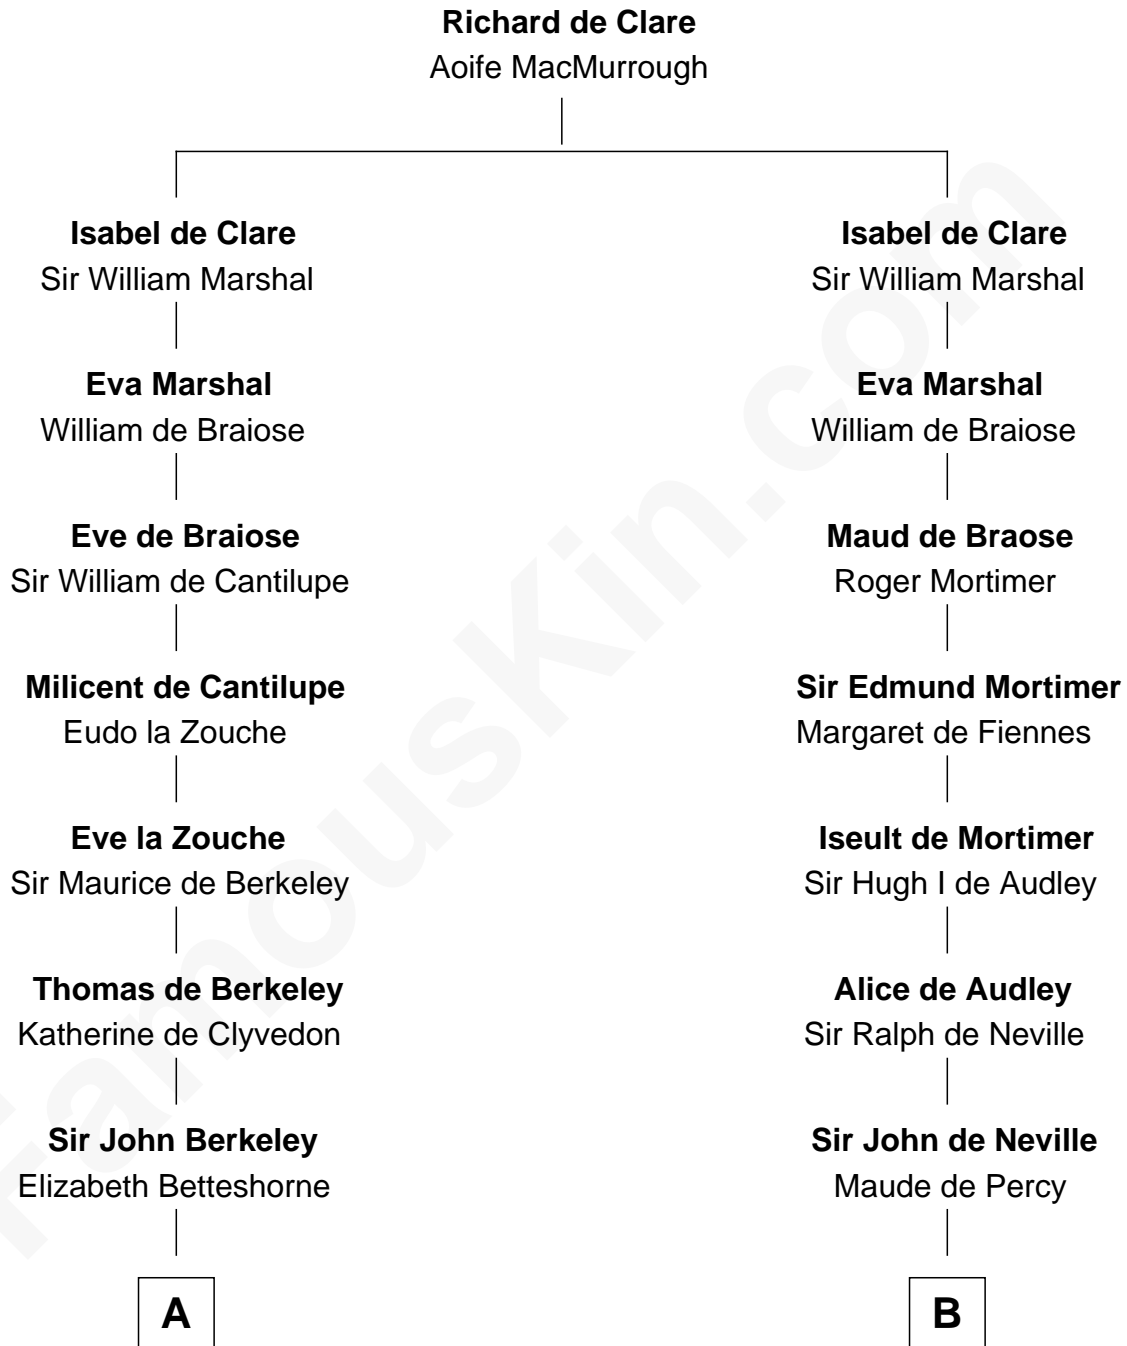 Richard de Clare
Aoife MacMurrough
Isabel de Clare
Sir William Marshal
Eva Marshal
William de Braiose
Eve de Braiose
Sir William de Cantilupe
Milicent de Cantilupe
Eudo la Zouche
Eve la Zouche
Sir Maurice de Berkeley
Thomas de Berkeley
Katherine de Clyvedon
Sir John Berkeley
Elizabeth Betteshorne
A
Isabel de Clare
Sir William Marshal
Eva Marshal
William de Braiose
Maud de Braose
Roger Mortimer
Sir Edmund Mortimer
Margaret de Fiennes
Iseult de Mortimer
Sir Hugh I de Audley
Alice de Audley
Sir Ralph de Neville
Sir John de Neville
Maude de Percy
B
FamousKin.com